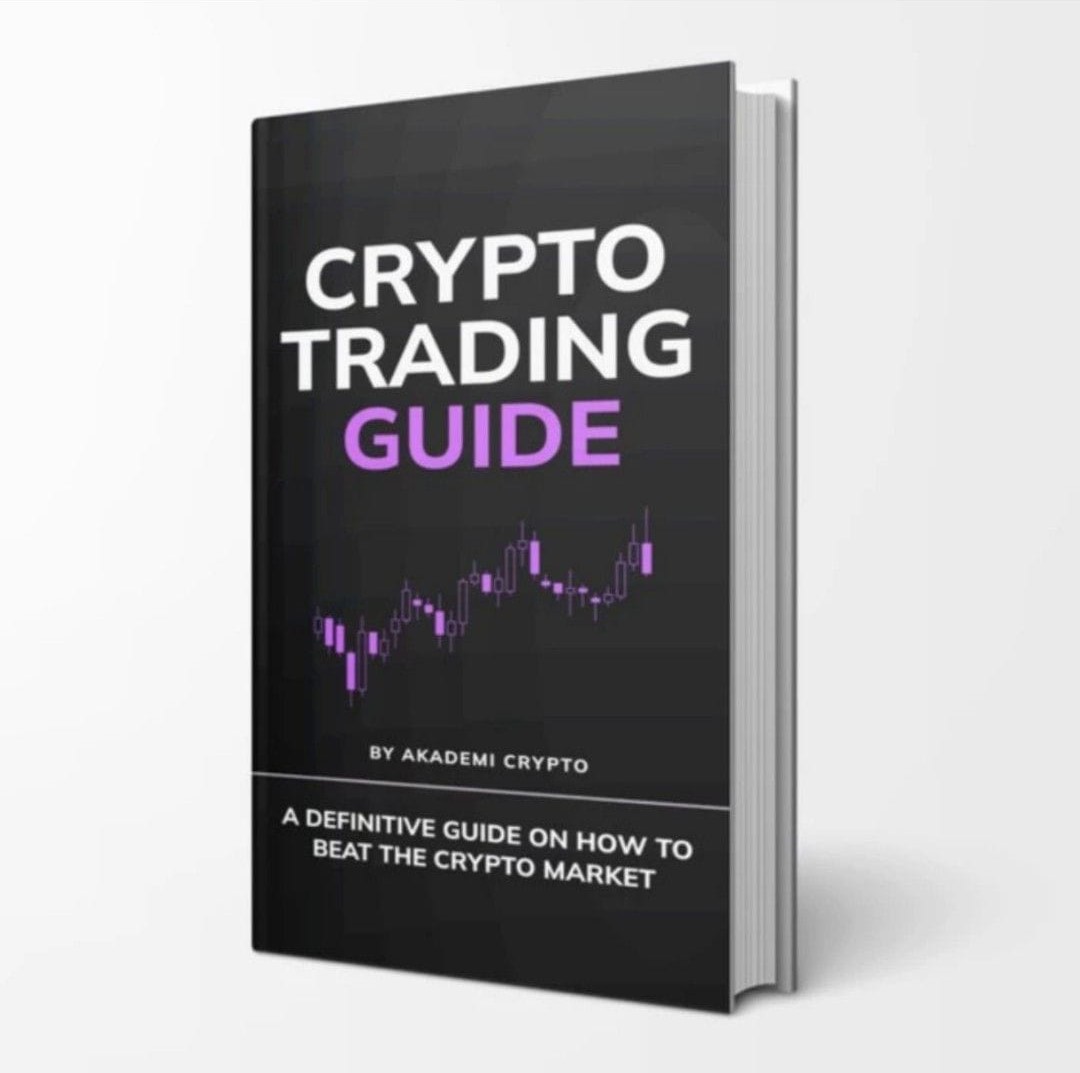 CRYPTO
TRADING
GUIDE
BY AKADEMI CRYPTO
A DEFINITIVE GUIDE ON HOW TO
BEAT THE CRYPTO MARKET